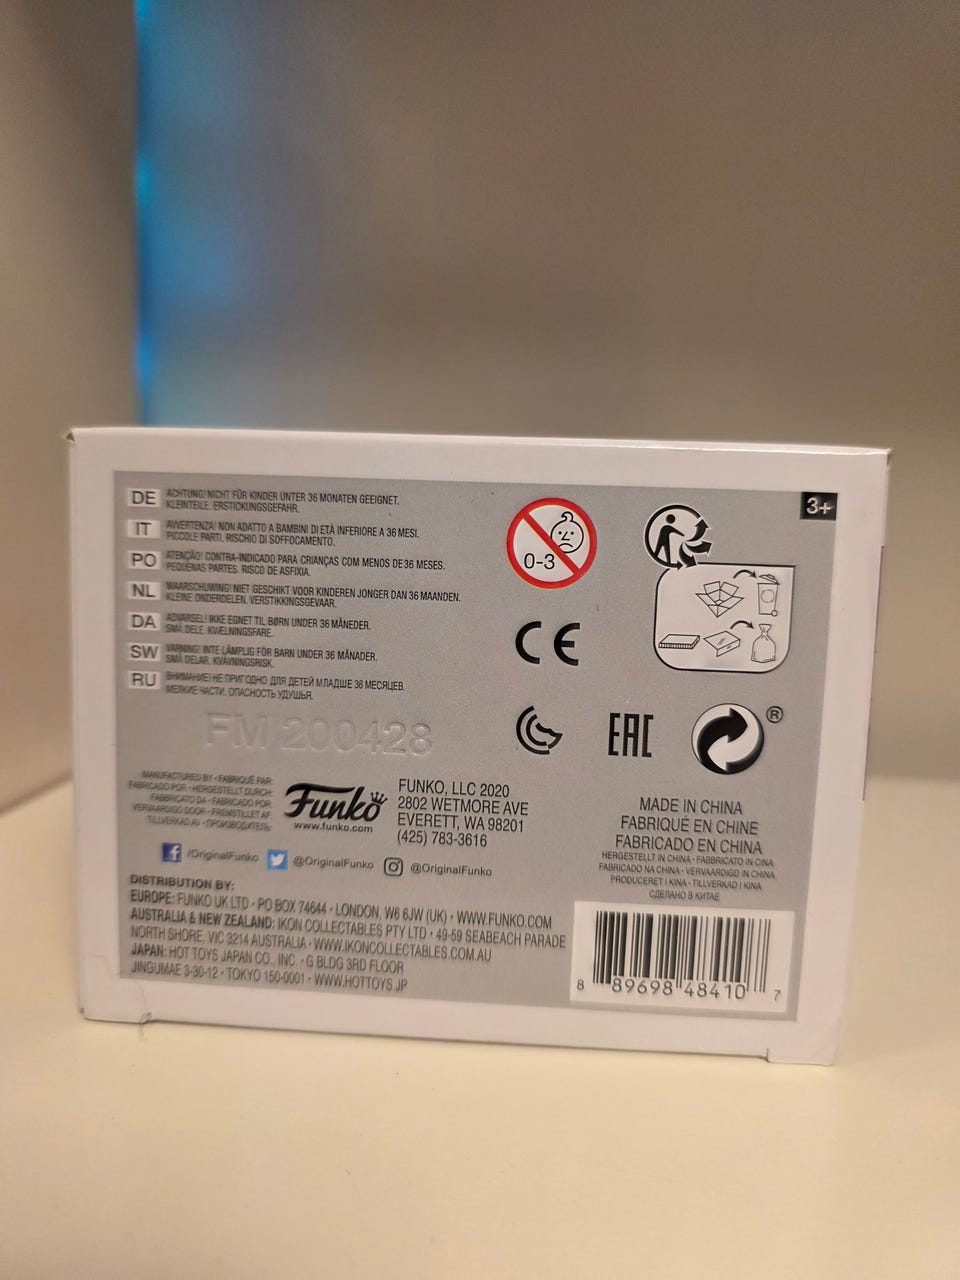 DE ACHTUNG! NICHT FÜR KINDER UNTER 36 MONATEN GEEIGNET.
KLEINTEILE. ERSTICKUNGSGEFAHR.
IT AVVERTENZA! NON ADATTO A BAMBINI DI ETÀ INFERIORE A 36 MESI.
PICCOLE PARTI. RISCHIO DI SOFFOCAMENTO.
PO ATENÇÃO! CONTRA-INDICADO PARA CRIANÇAS COM MENOS DE 36 MESES.
PEQUENAS PARTES. RISCO DE ASFIXIA.
NL WAARSCHUWING! NIET GESCHIKT VOOR KINDEREN JONGER DAN 36 MAANDEN.
KLEINE ONDERDELEN. VERSTIKKINGSGEVAAR.
DA ADVARSEL! IKKE EGNET TIL BØRN UNDER 36 MÅNEDER.
SMÅ DELE. KVÆLNINGSFARE.
SW VARNING! INTE LÄMPLIG FÖR BARN UNDER 36 MÅNADER.
SMÅ DELAR. KVÄVNINGSRISK.
RU ВНИМАНИЕ! НЕ ПРИГОДНО ДЛЯ ДЕТЕЙ МЛАДШЕ 36 МЕСЯЦЕВ.
МЕЛКИЕ ЧАСТИ. ОПАСНОСТЬ УДУШЬЯ.
0-3
3+
CE
EAC
®
FM 200428
MANUFACTURED BY • FABRIQUÉ PAR:
FABRICADO POR • HERGESTELLT DURCH:
FABBRICATO DA • FABRICADO POR:
VERVAARDIGD DOOR • FREMSTILLET AF:
TILLVERKAD AV • ПРОИЗВОДИТЕЛЬ:
Funko
www.funko.com
FUNKO, LLC 2020
2802 WETMORE AVE
EVERETT, WA 98201
(425) 783-3616
/OriginalFunko @OriginalFunko @OriginalFunko
MADE IN CHINA
FABRIQUÉ EN CHINE
FABRICADO EN CHINA
HERGESTELLT IN CHINA • FABBRICATO IN CINA
FABRICADO NA CHINA • VERVAARDIGD IN CHINA
PRODUCERET I KINA • TILLVERKAD I KINA
СДЕЛАНО В КИТАЕ
DISTRIBUTION BY:
EUROPE: FUNKO UK LTD • PO BOX 74644 • LONDON, W6 6JW (UK) • WWW.FUNKO.COM
AUSTRALIA & NEW ZEALAND: IKON COLLECTABLES PTY LTD • 49-59 SEABEACH PARADE
NORTH SHORE, VIC 3214 AUSTRALIA • WWW.IKONCOLLECTABLES.COM.AU
JAPAN: HOT TOYS JAPAN CO., INC. • G BLDG 3RD FLOOR
JINGUMAE 3-30-12 • TOKYO 150-0001 • WWW.HOTTOYS.JP
8 89698 48410 7